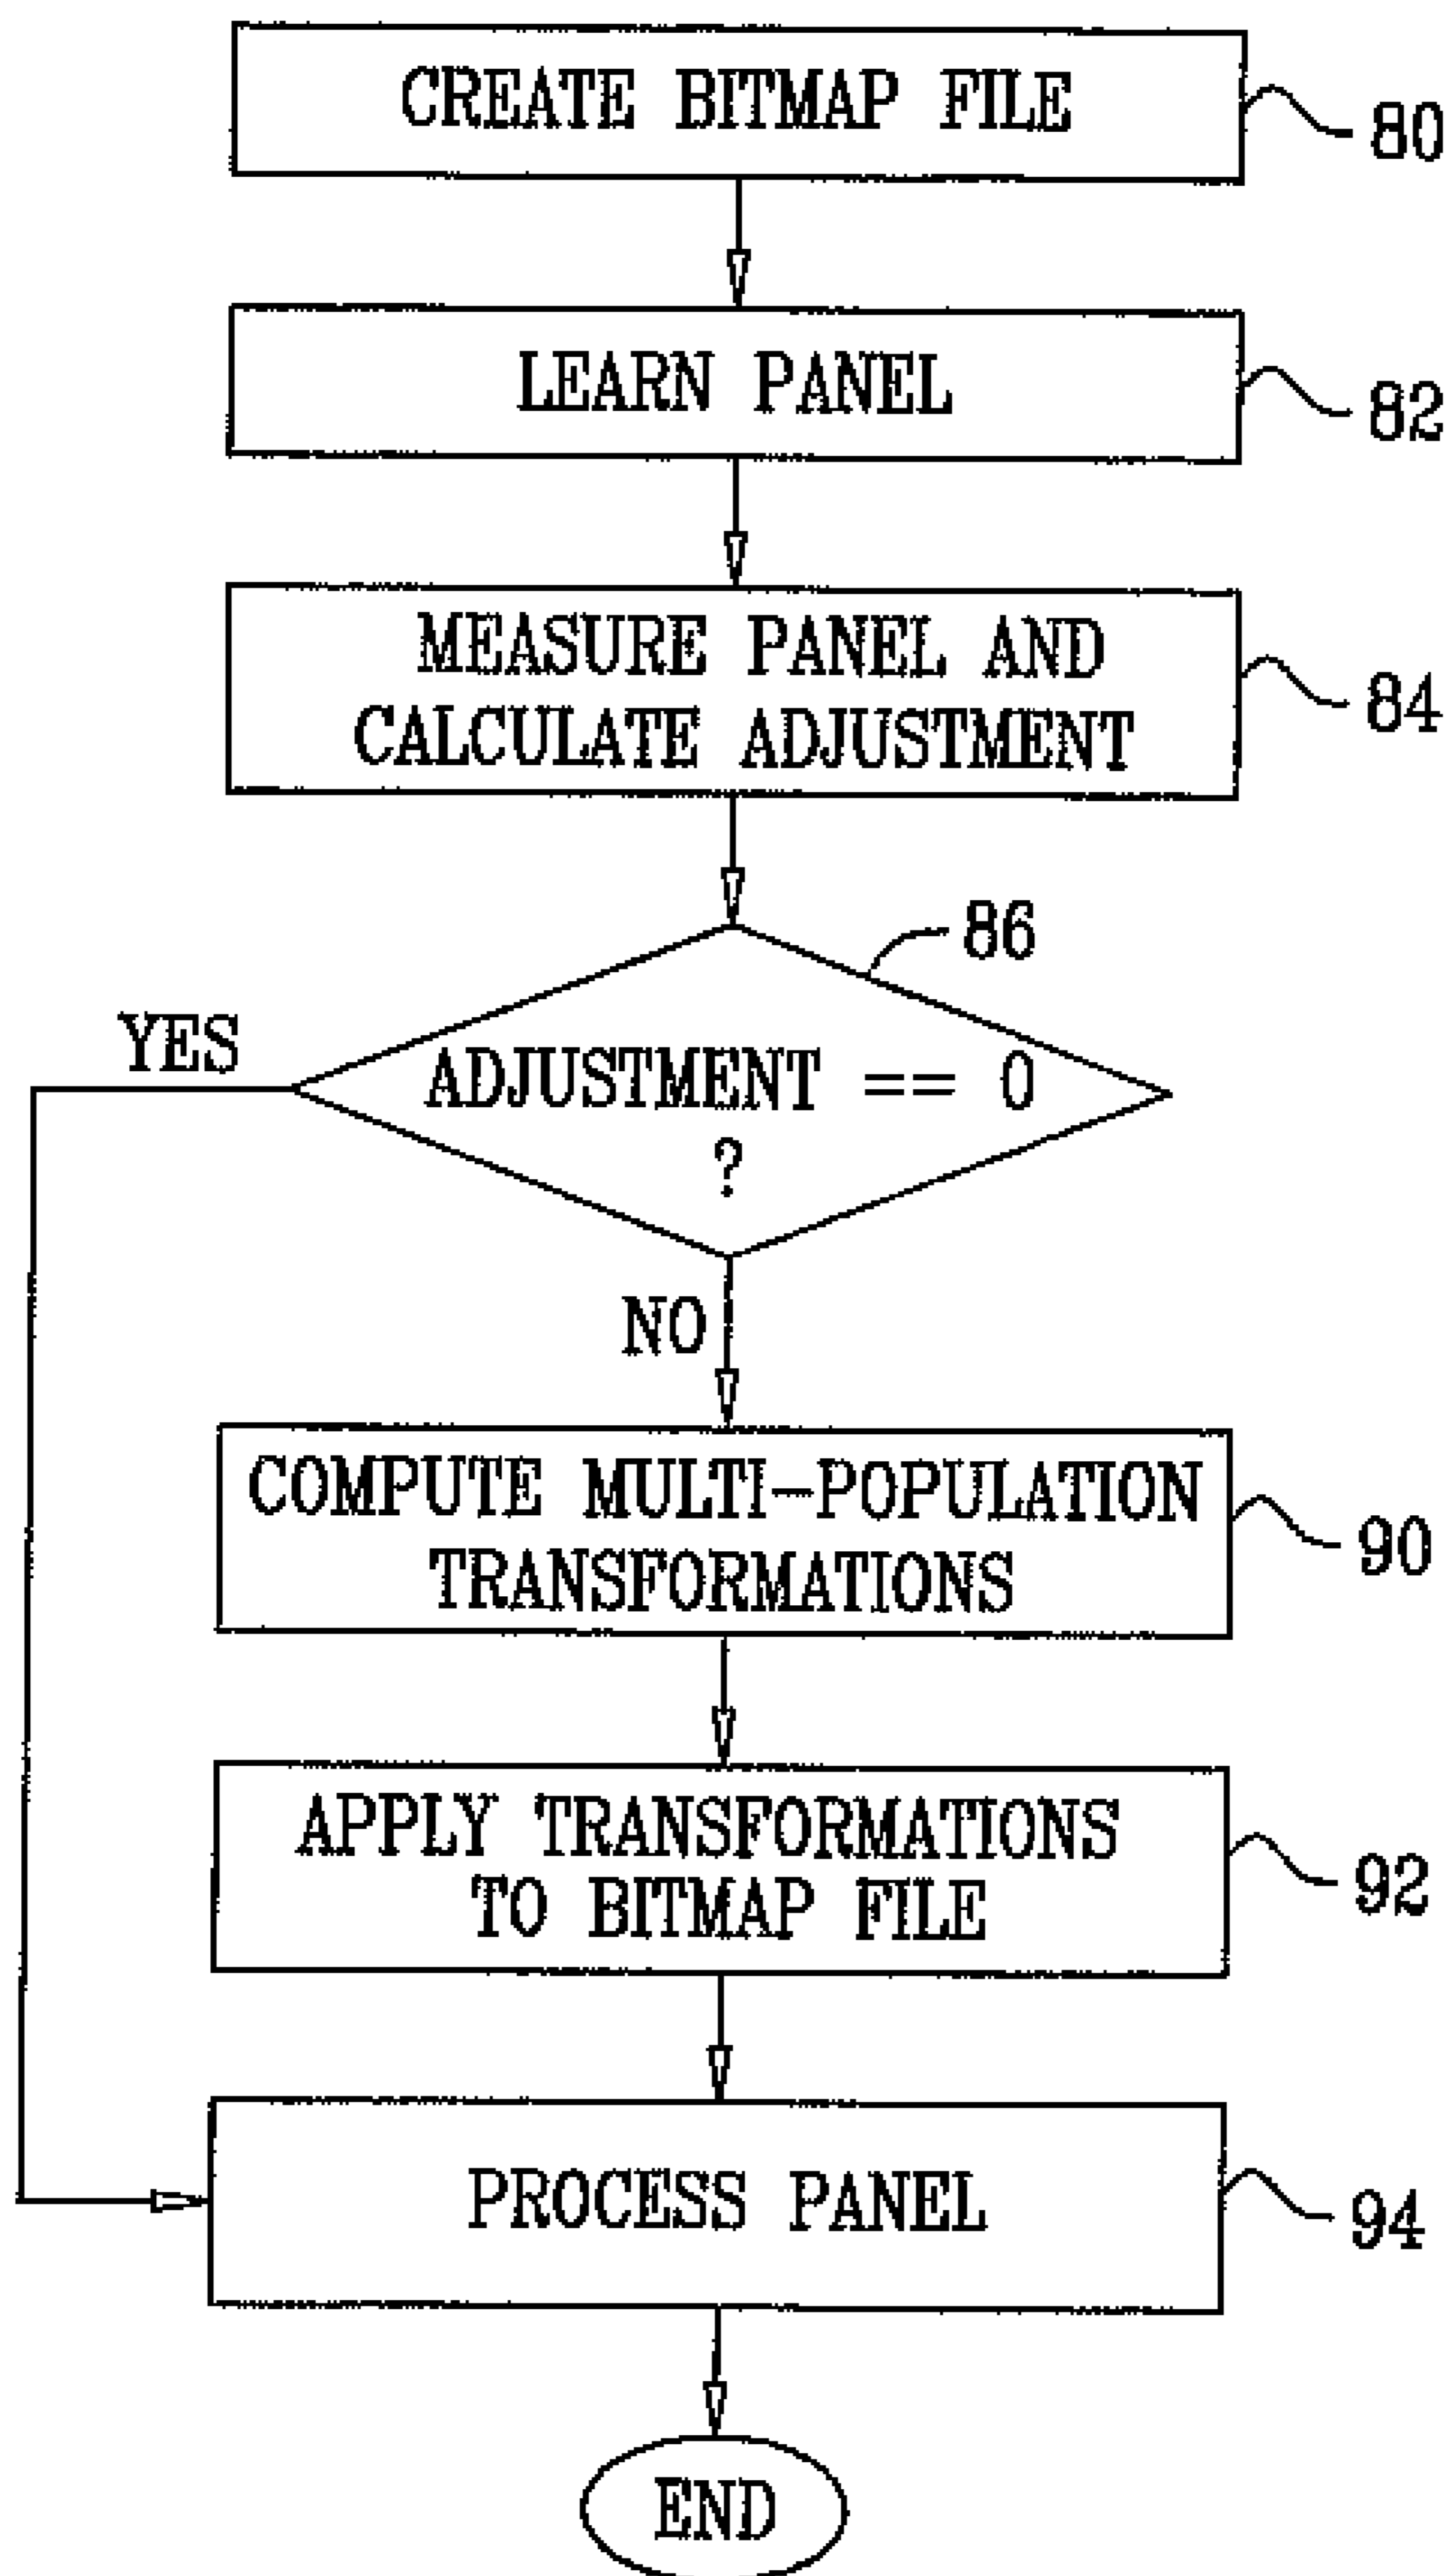 CREATE BITMAP FILE
80
LEARN PANEL
82
MEASURE PANEL AND
CALCULATE ADJUSTMENT
84
86
YES
ADJUSTMENT == 0
?
NO
COMPUTE MULTI-POPULATION
TRANSFORMATIONS
90
APPLY TRANSFORMATIONS
TO BITMAP FILE
92
PROCESS PANEL
94
END